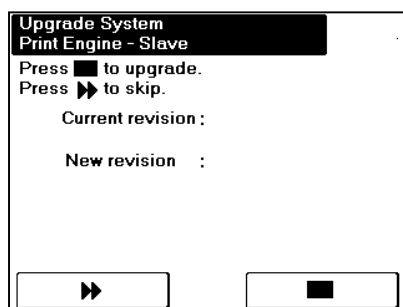 Upgrade System
Print Engine - Slave
Press ■ to upgrade.
Press ▶▶ to skip.
Current revision :
New revision :